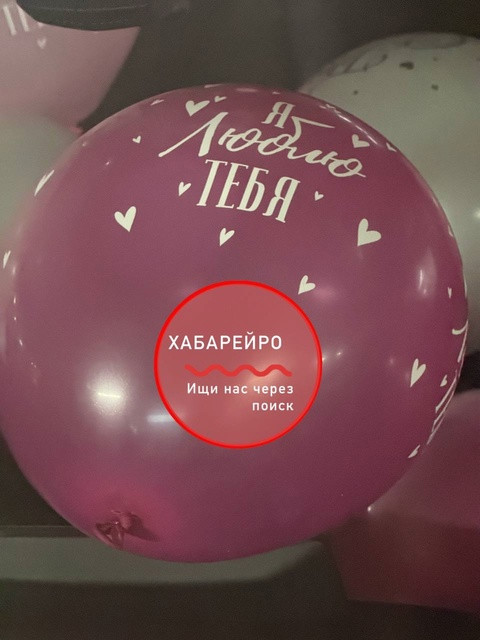 Я
Люблю
ТЕБЯ
ХАБАРЕЙРО
Ищи нас через
поиск